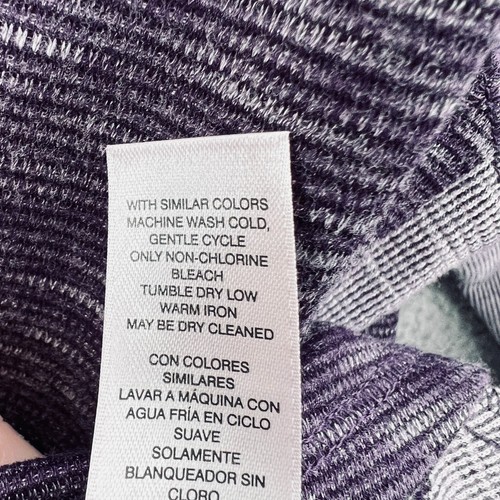 WITH SIMILAR COLORS
MACHINE WASH COLD,
GENTLE CYCLE
ONLY NON-CHLORINE
BLEACH
TUMBLE DRY LOW
WARM IRON
MAY BE DRY CLEANED
CON COLORES
SIMILARES
LAVAR A MÁQUINA CON
AGUA FRÍA EN CICLO
SUAVE
SOLAMENTE
BLANQUEADOR SIN
CLORO